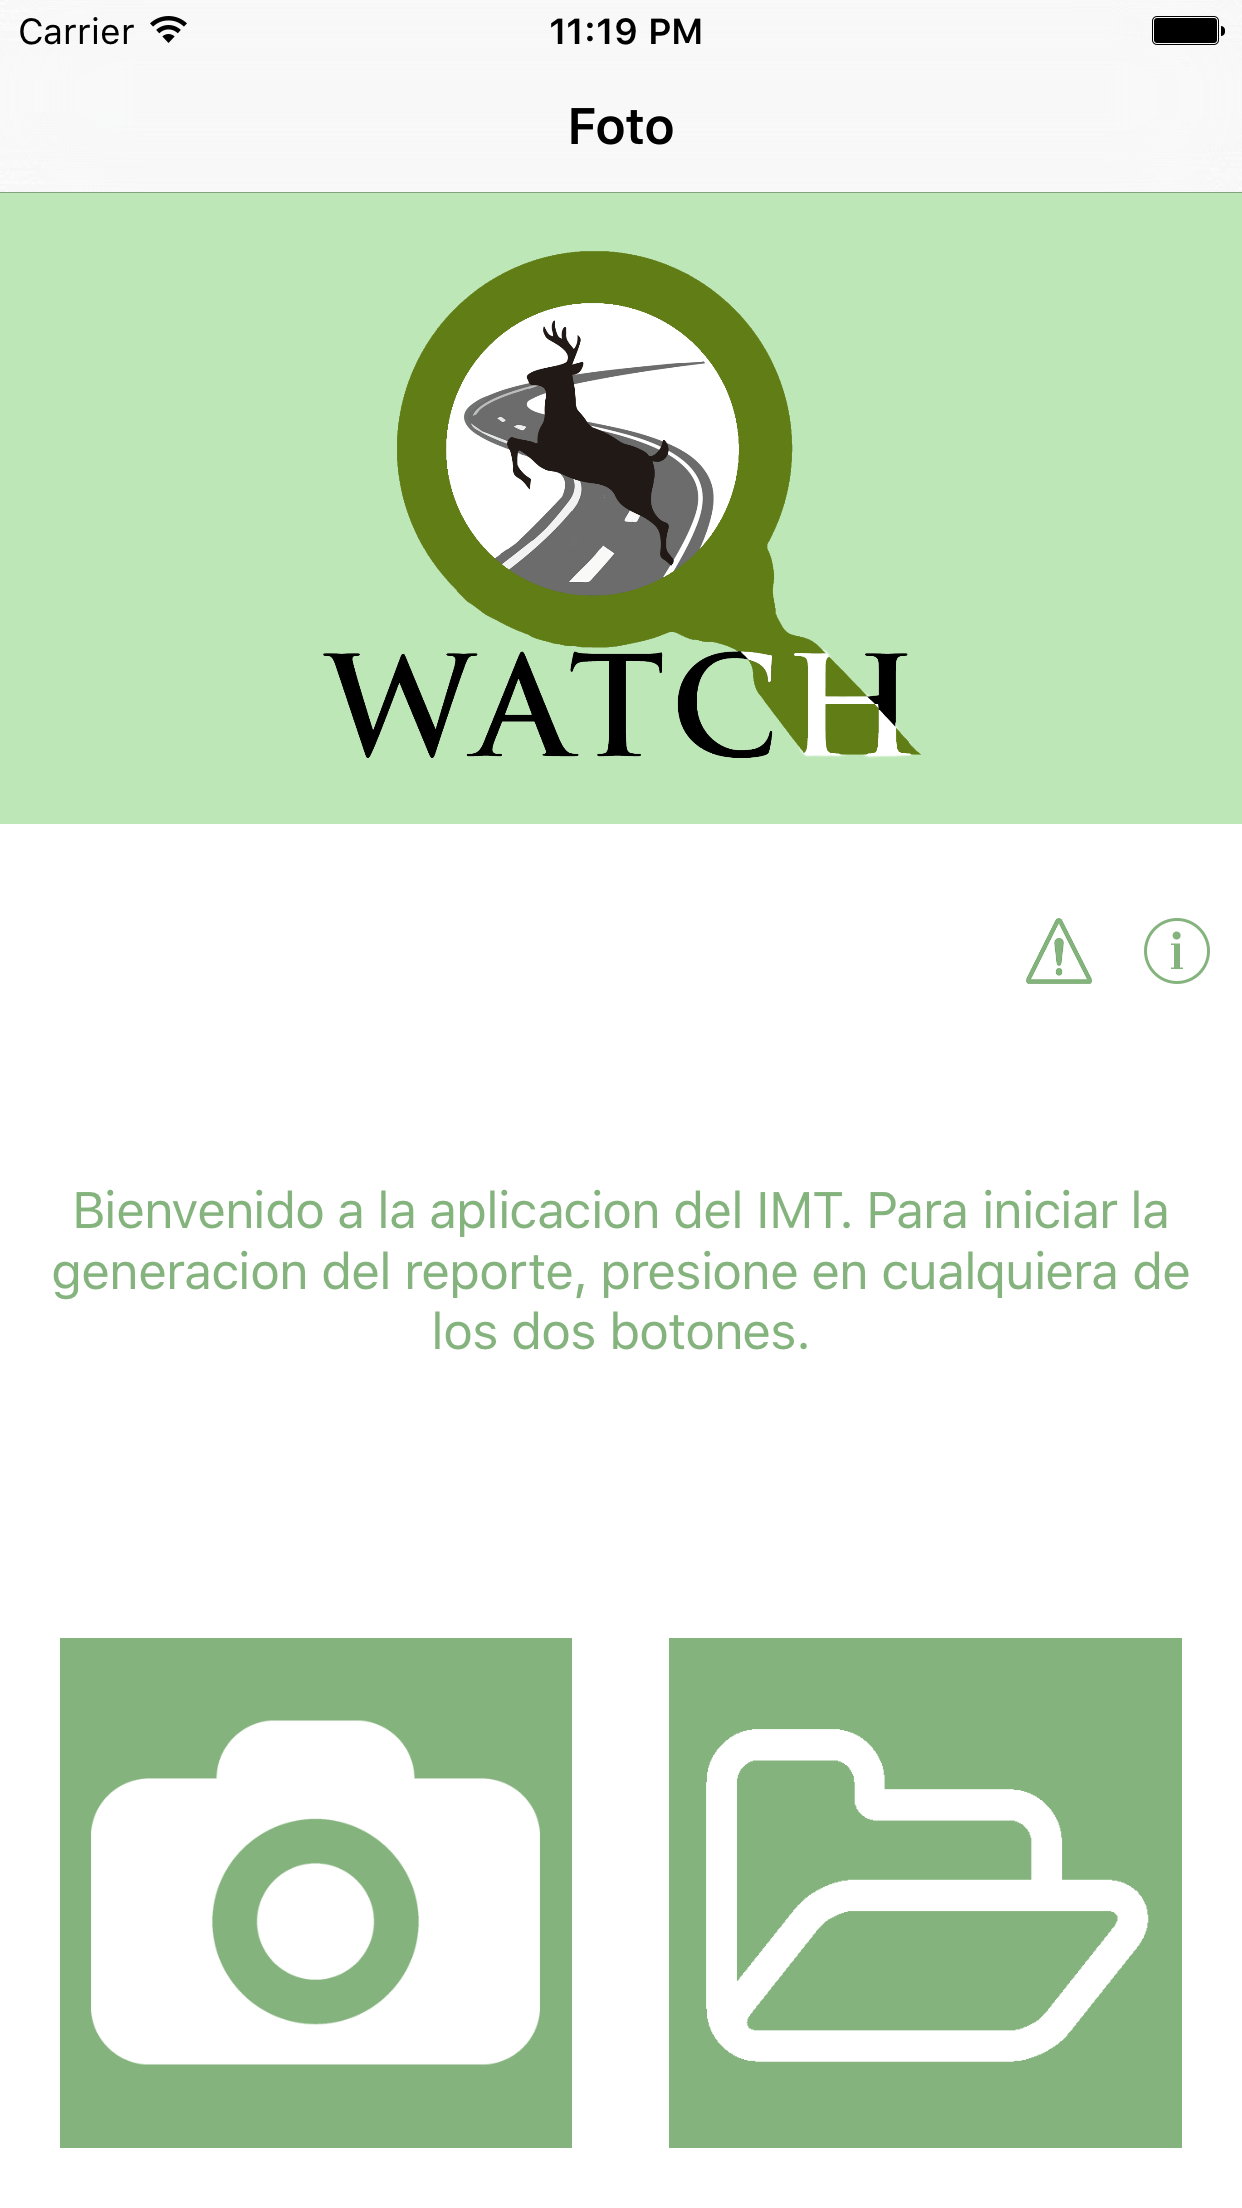 Carrier 11:19 PM
Foto
WATCH
Bienvenido a la aplicacion del IMT. Para iniciar la
generacion del reporte, presione en cualquiera de
los dos botones.